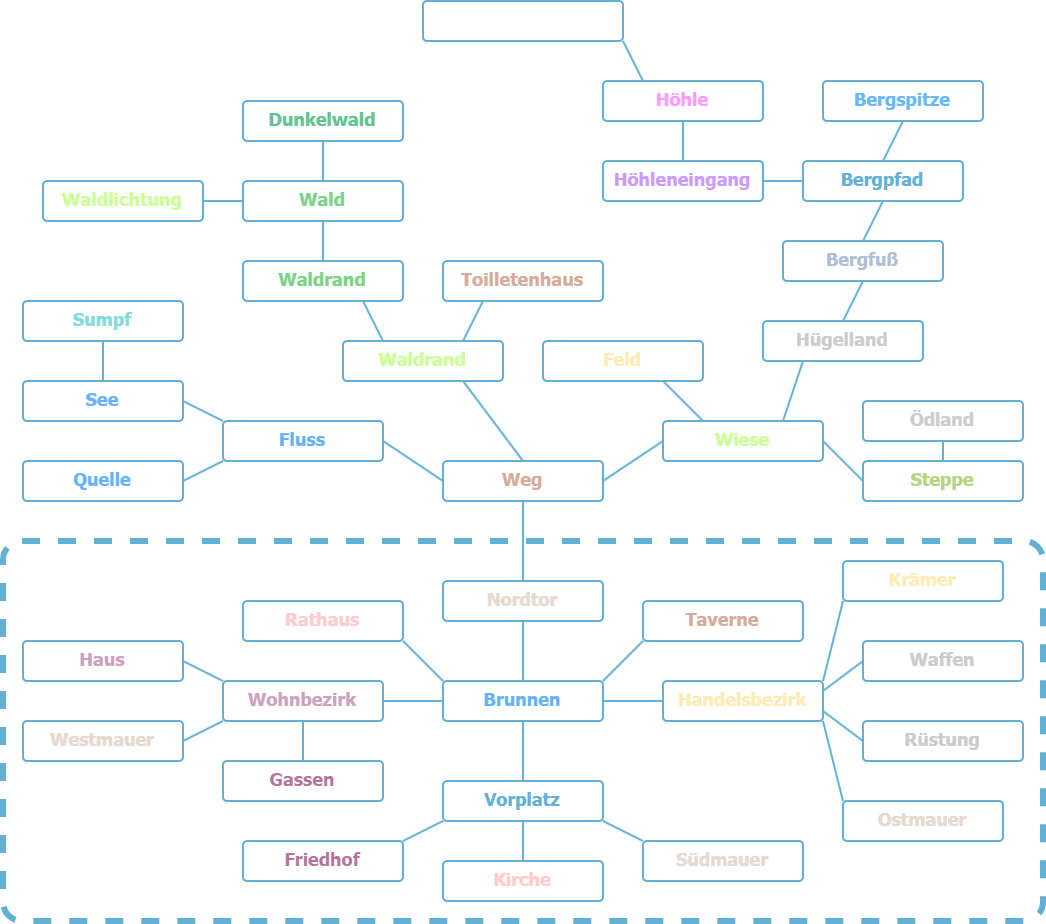 Höhle
Bergspitze
Dunkelwald
Höhleneingang
Bergpfad
Waldlichtung
Wald
Bergfuß
Waldrand
Toilletenhaus
Sumpf
Hügelland
Waldrand
Feld
See
Ödland
Fluss
Wiese
Quelle
Weg
Steppe
Krämer
Nordtor
Rathaus
Taverne
Haus
Waffen
Wohnbezirk
Brunnen
Handelsbezirk
Westmauer
Rüstung
Gassen
Vorplatz
Ostmauer
Friedhof
Südmauer
Kirche